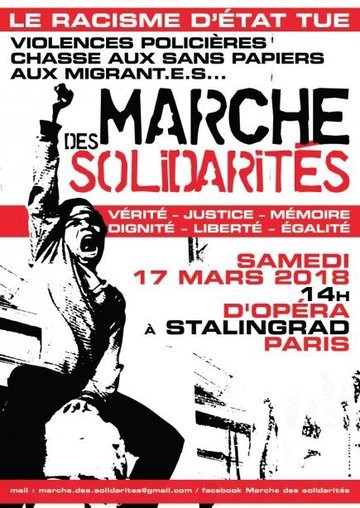 LE RACISME D'ÉTAT TUE
VIOLENCES POLICIÈRES
CHASSE AUX SANS PAPIERS
AUX MIGRANT.E.S...
MARCHE
DES SOLIDARITÉS
VÉRITÉ - JUSTICE - MÉMOIRE
DIGNITÉ - LIBERTÉ - ÉGALITÉ
SAMEDI
17 MARS 2018
14H
D'OPÉRA
À STALINGRAD
PARIS
mail : marche.des.solidarites@gmail.com / facebook Marche des solidarités